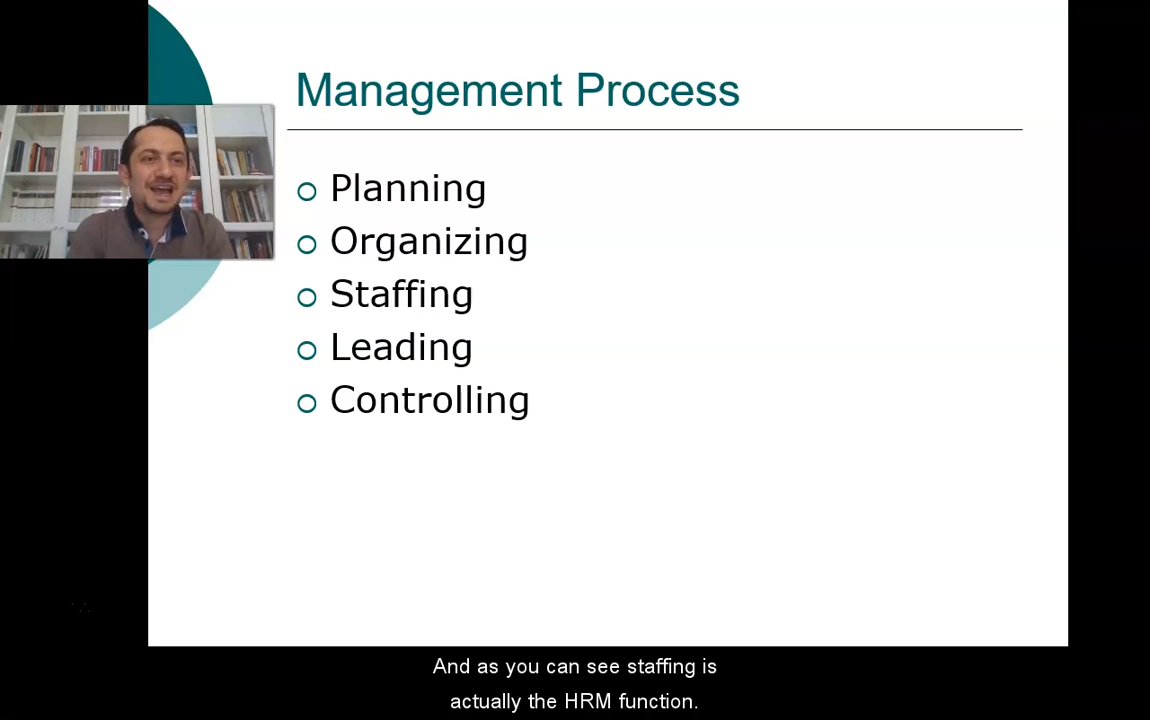 Management Process
Planning
Organizing
Staffing
Leading
Controlling
And as you can see staffing is
actually the HRM function.